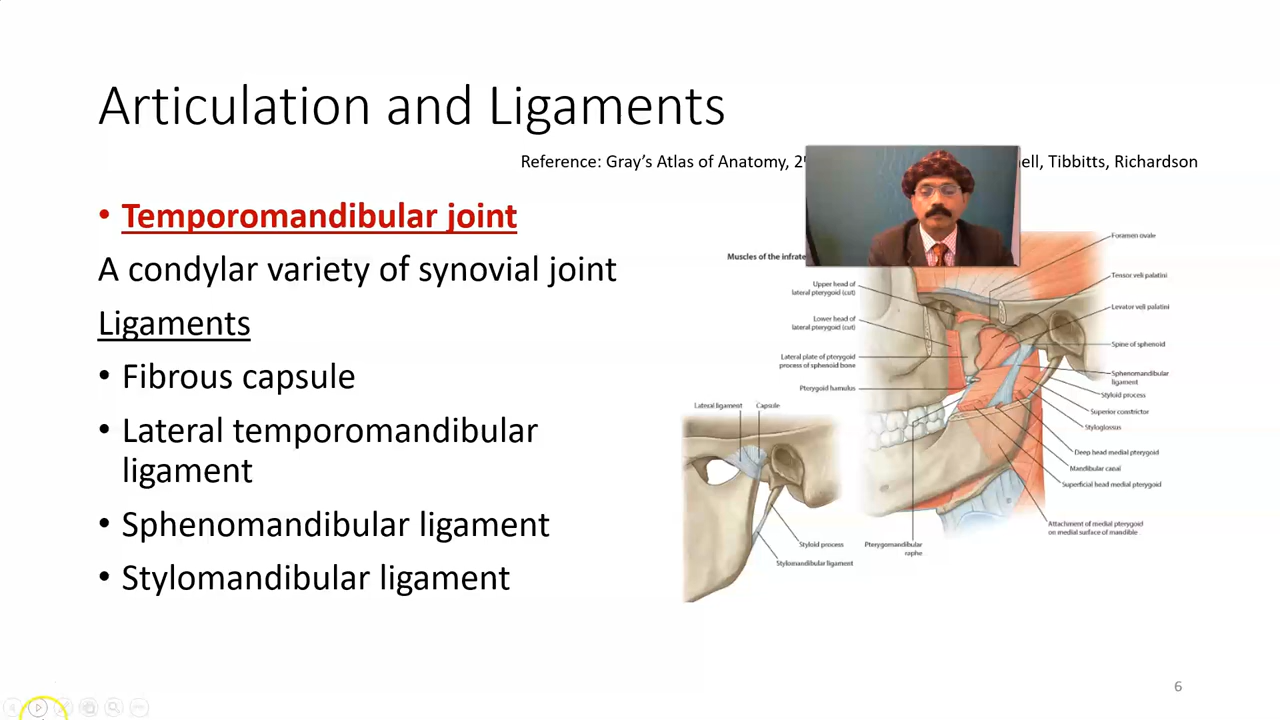 Articulation and Ligaments
Reference: Gray's Atlas of Anatomy, Tibbitts, Richardson
• Temporomandibular joint
A condylar variety of synovial joint
Ligaments
• Fibrous capsule
• Lateral temporomandibular
ligament
• Sphenomandibular ligament
• Stylomandibular ligament
Muscles of the
Upper head of
lateral pterygoid (cut)
Lower head of
lateral pterygoid (cut)
Lateral plate of pterygoid
process of sphenoid bone
Pterygoid hamulus
Lateral ligament
Capsule
Styloid process
Stylomandibular ligament
Pterygomandibular
raphe
Foramen ovale
Tensor veli palatini
Levator veli palatini
Spine of sphenoid
Sphenomandibular
ligament
Styloid process
Superior constrictor
Styloglossus
Deep head medial pterygoid
Mandibular canal
Superficial head medial pterygoid
Attachment of medial pterygoid
on medial surface of mandible
6